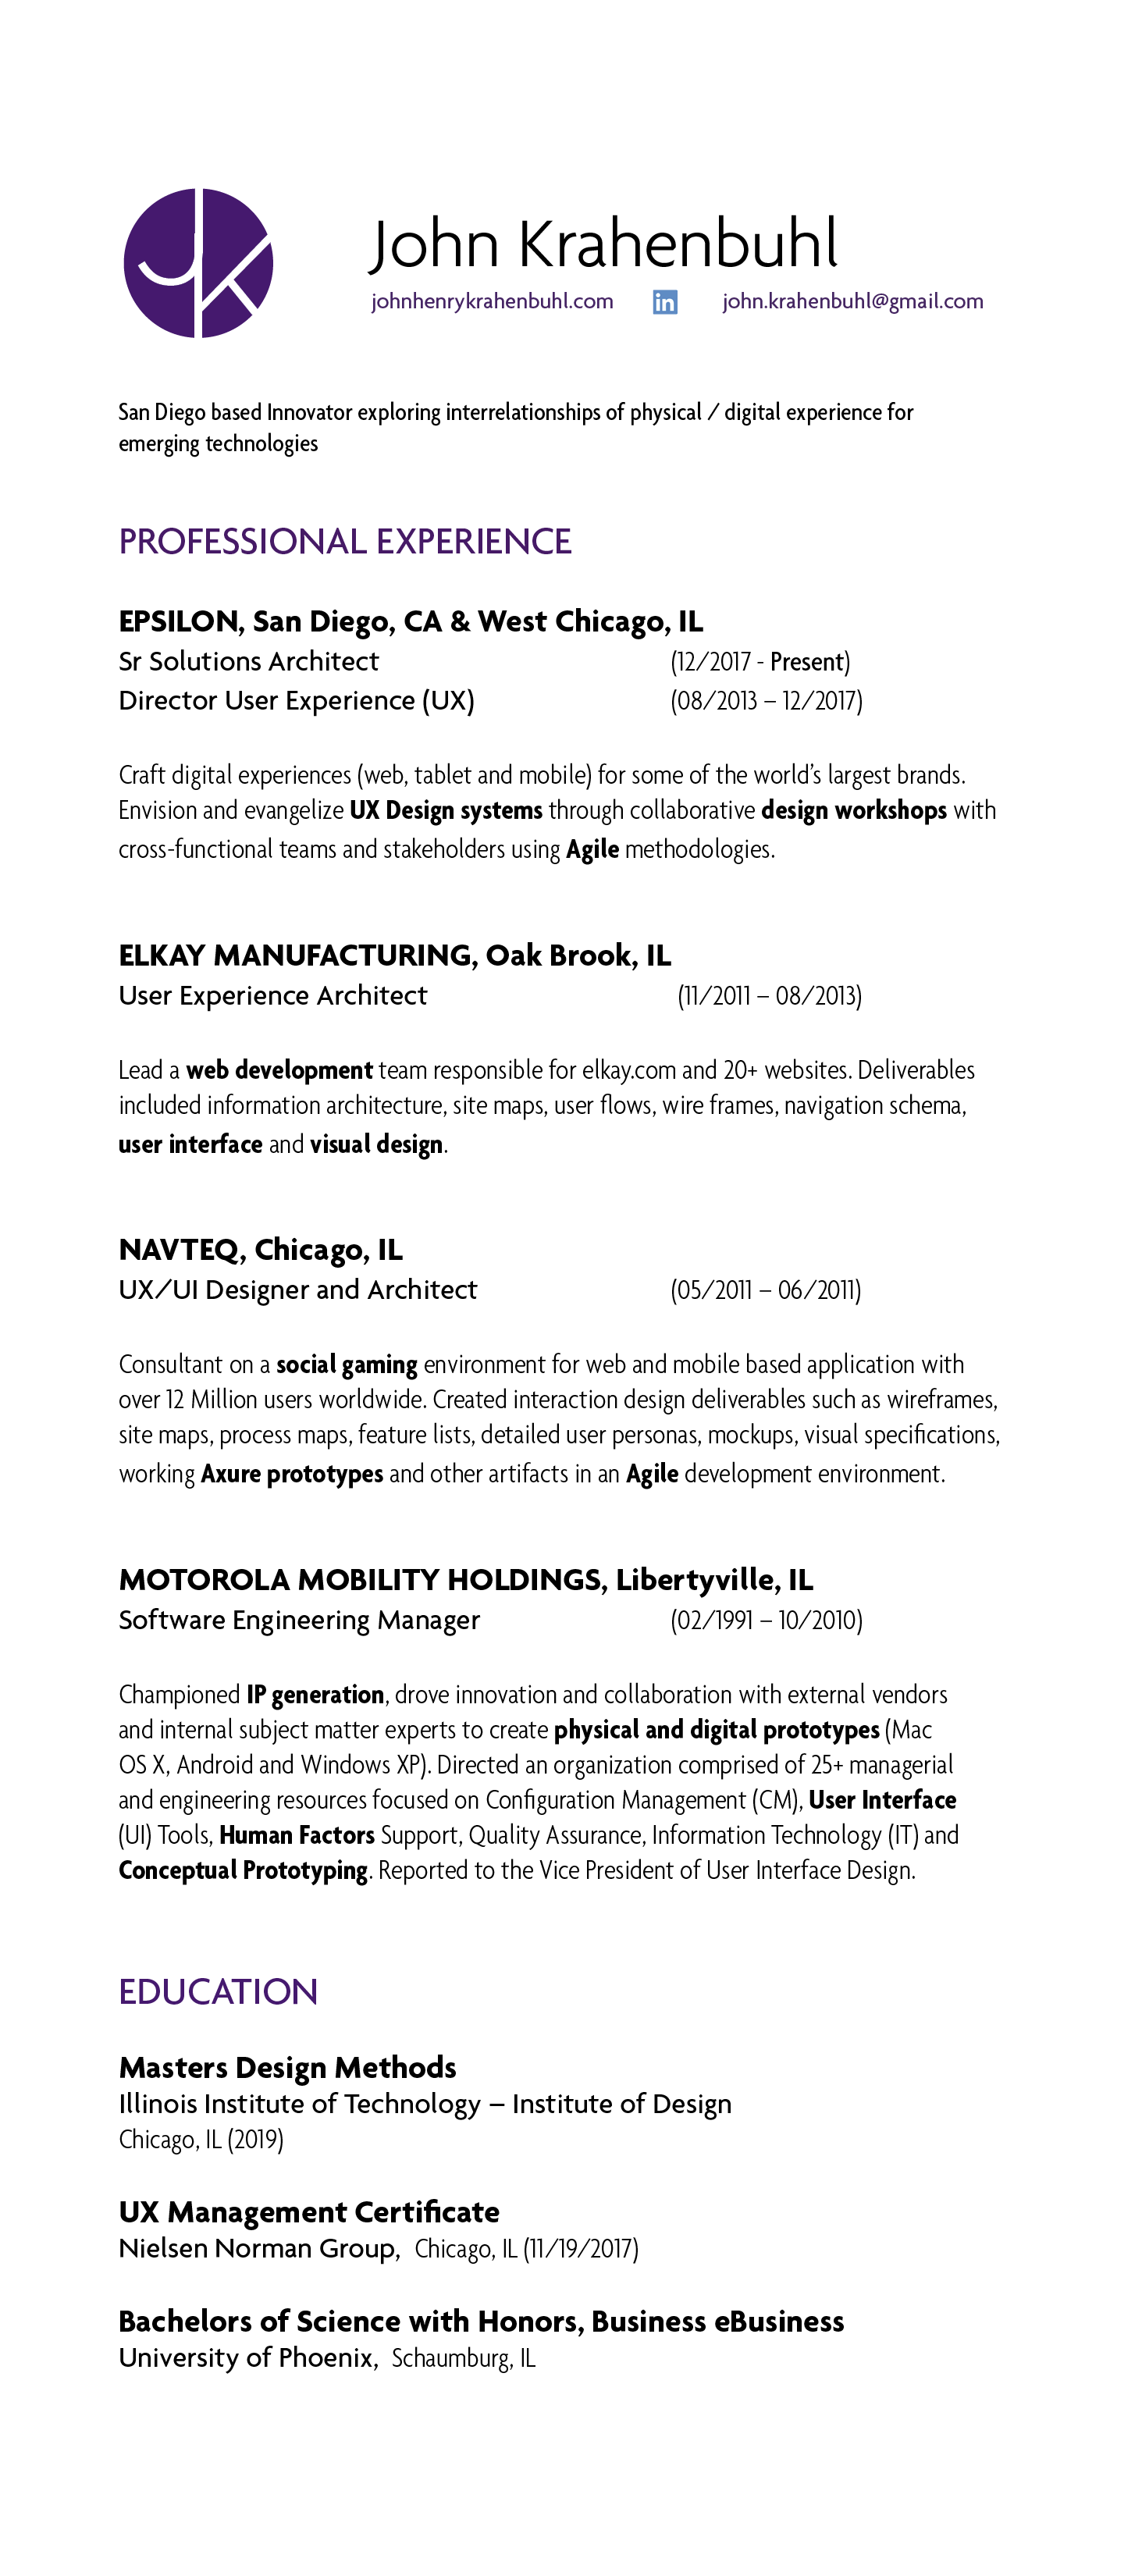 JK
John Krahenbuhl
johnhenrykrahenbuhl.com in john.krahenbuhl@gmail.com
San Diego based Innovator exploring interrelationships of physical / digital experience for
emerging technologies
PROFESSIONAL EXPERIENCE
EPSILON, San Diego, CA & West Chicago, IL
Sr Solutions Architect (12/2017 - Present)
Director User Experience (UX) (08/2013 – 12/2017)
Craft digital experiences (web, tablet and mobile) for some of the world’s largest brands.
Envision and evangelize UX Design systems through collaborative design workshops with
cross-functional teams and stakeholders using Agile methodologies.
ELKAY MANUFACTURING, Oak Brook, IL
User Experience Architect (11/2011 – 08/2013)
Lead a web development team responsible for elkay.com and 20+ websites. Deliverables
included information architecture, site maps, user flows, wire frames, navigation schema,
user interface and visual design.
NAVTEQ, Chicago, IL
UX/UI Designer and Architect (05/2011 – 06/2011)
Consultant on a social gaming environment for web and mobile based application with
over 12 Million users worldwide. Created interaction design deliverables such as wireframes,
site maps, process maps, feature lists, detailed user personas, mockups, visual specifications,
working Axure prototypes and other artifacts in an Agile development environment.
MOTOROLA MOBILITY HOLDINGS, Libertyville, IL
Software Engineering Manager (02/1991 – 10/2010)
Championed IP generation, drove innovation and collaboration with external vendors
and internal subject matter experts to create physical and digital prototypes (Mac
OS X, Android and Windows XP). Directed an organization comprised of 25+ managerial
and engineering resources focused on Configuration Management (CM), User Interface
(UI) Tools, Human Factors Support, Quality Assurance, Information Technology (IT) and
Conceptual Prototyping. Reported to the Vice President of User Interface Design.
EDUCATION
Masters Design Methods
Illinois Institute of Technology – Institute of Design
Chicago, IL (2019)
UX Management Certificate
Nielsen Norman Group, Chicago, IL (11/19/2017)
Bachelors of Science with Honors, Business eBusiness
University of Phoenix, Schaumburg, IL